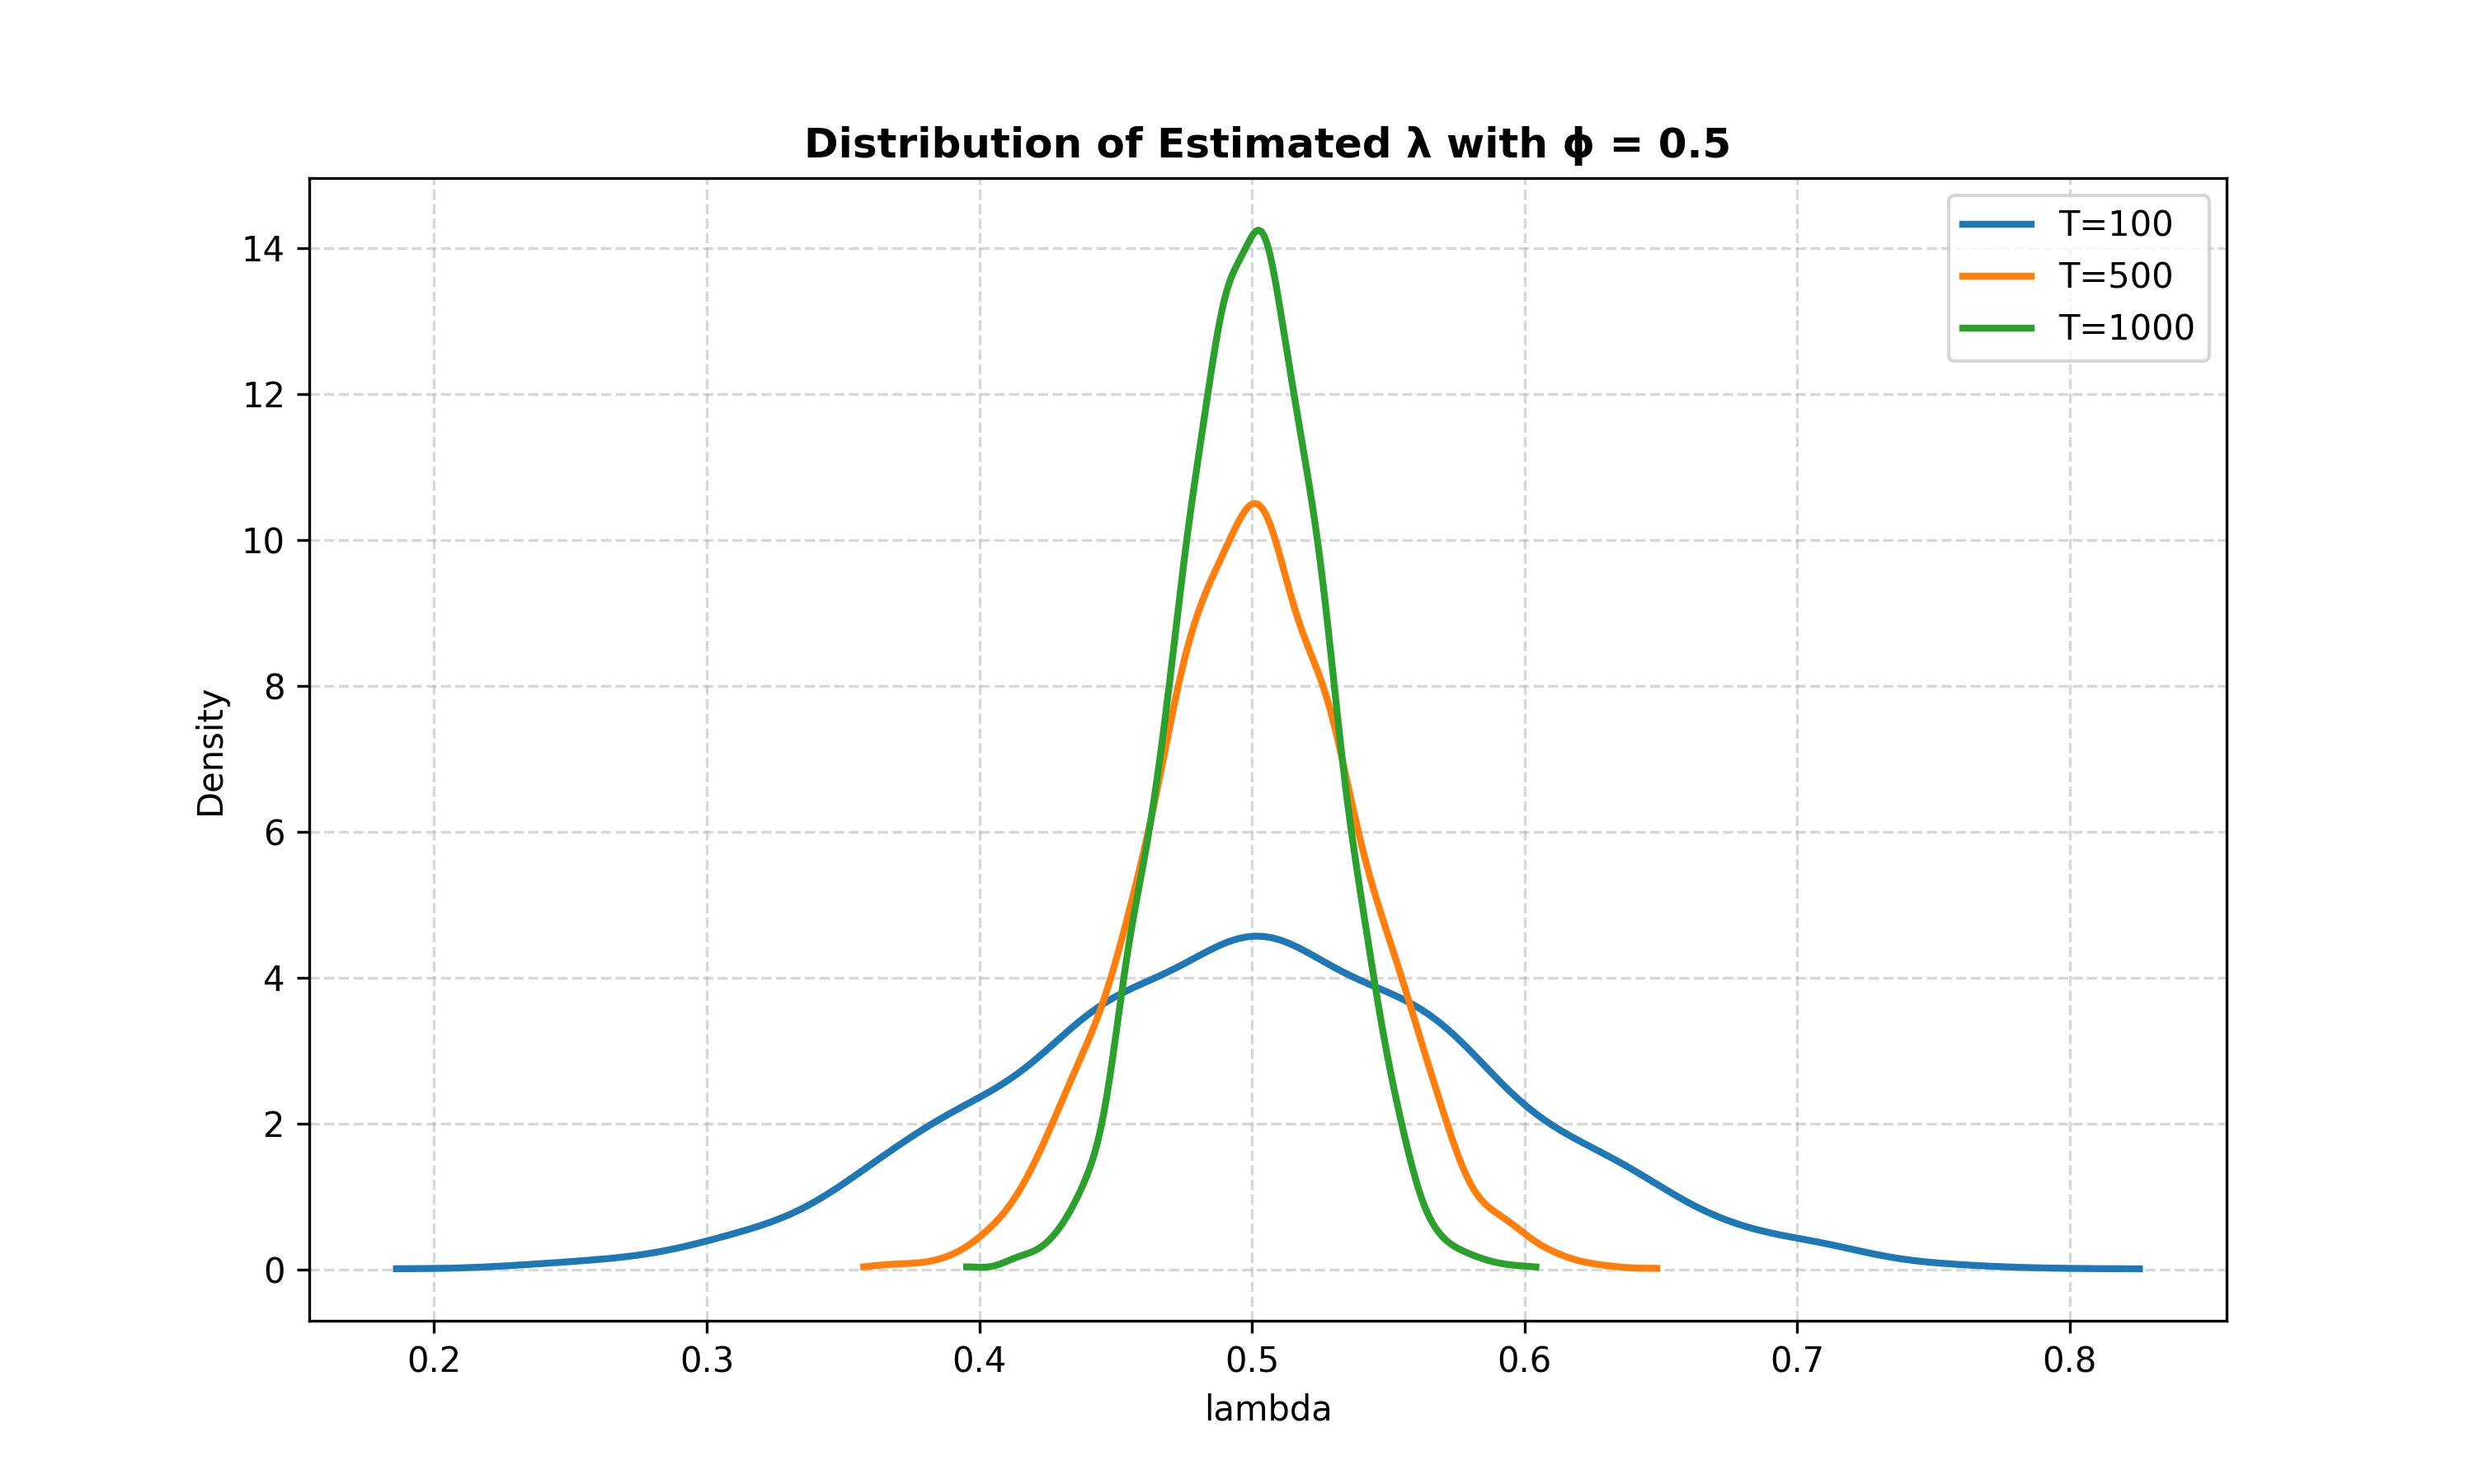 Distribution of Estimated λ with ϕ = 0.5
T=100
T=500
T=1000
14
12
10
8
6
4
2
0
Density
0.2 0.3 0.4 0.5 0.6 0.7 0.8
lambda